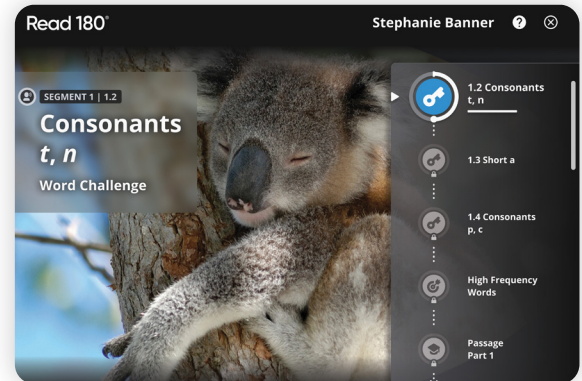 Read 180®
Stephanie Banner ?
SEGMENT 1 | 1.2
Consonants
t, n
Word Challenge
1.2 Consonants
t, n
1.3 Short a
1.4 Consonants
p, c
High Frequency
Words
Passage
Part 1